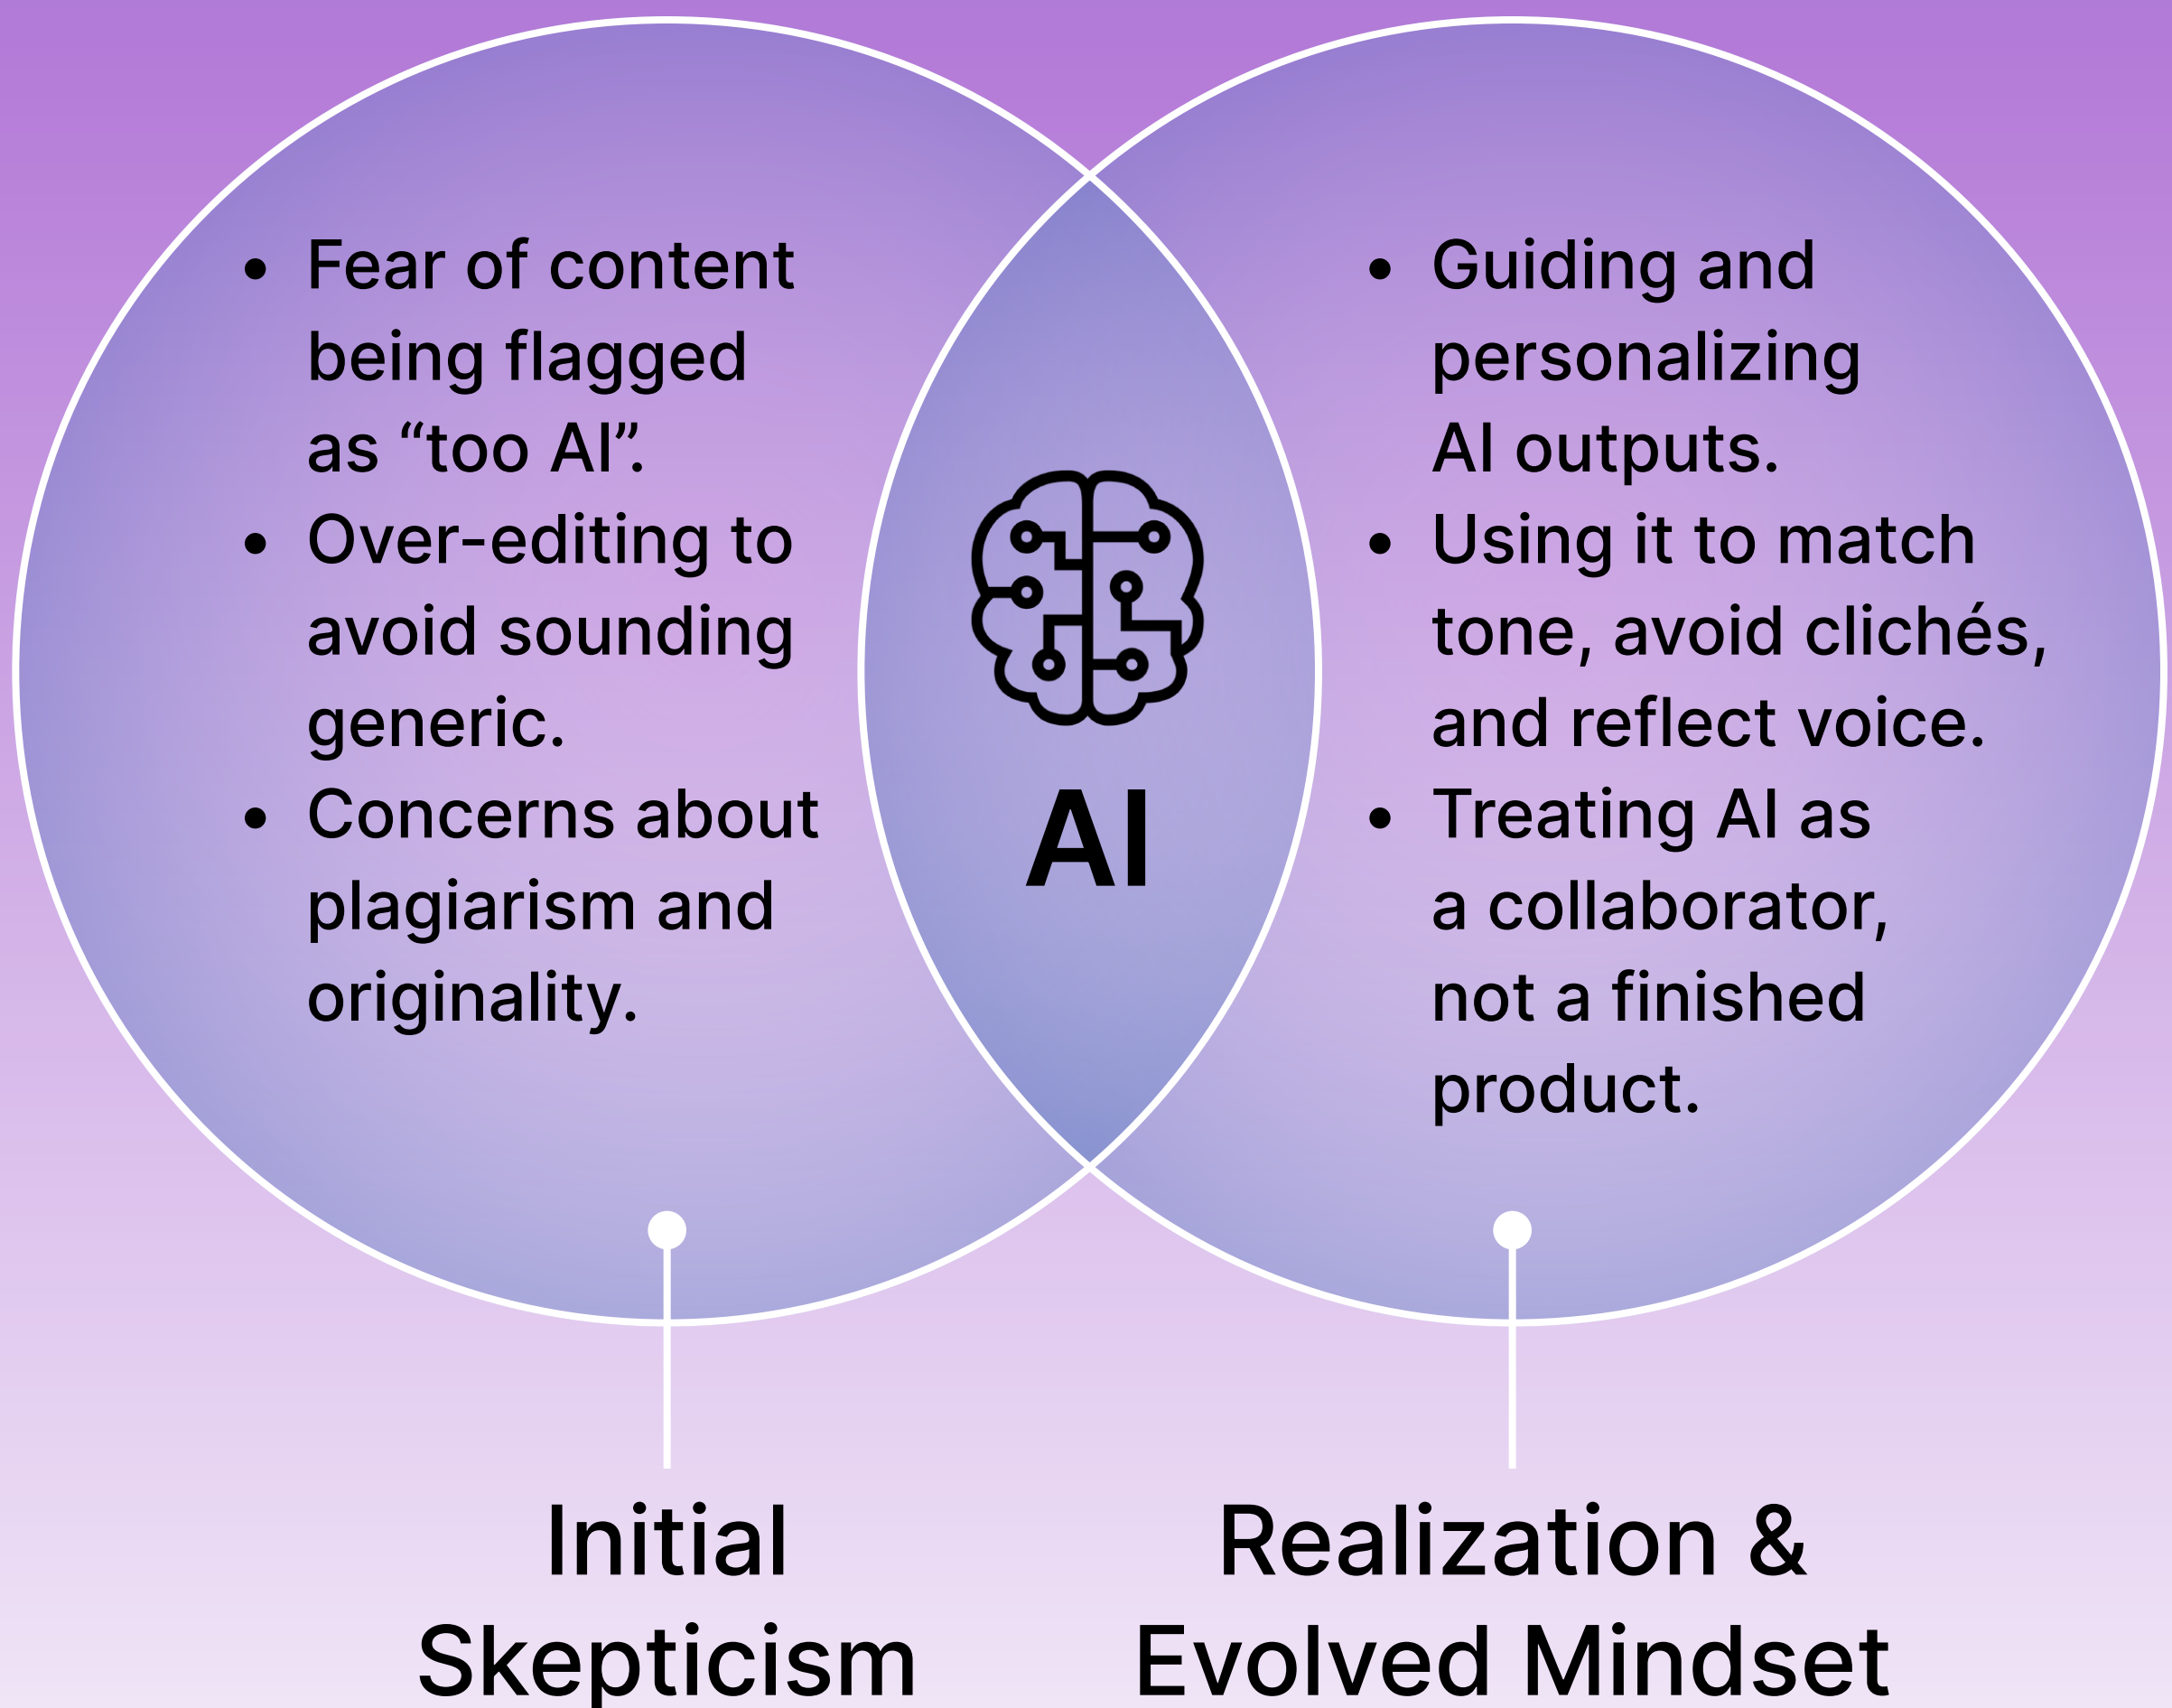 • Fear of content
being flagged
as “too AI”.
• Over-editing to
avoid sounding
generic.
• Concerns about
plagiarism and
originality.
AI
• Guiding and
personalizing
AI outputs.
• Using it to match
tone, avoid clichés,
and reflect voice.
• Treating AI as
a collaborator,
not a finished
product.
Initial
Skepticism
Realization &
Evolved Mindset